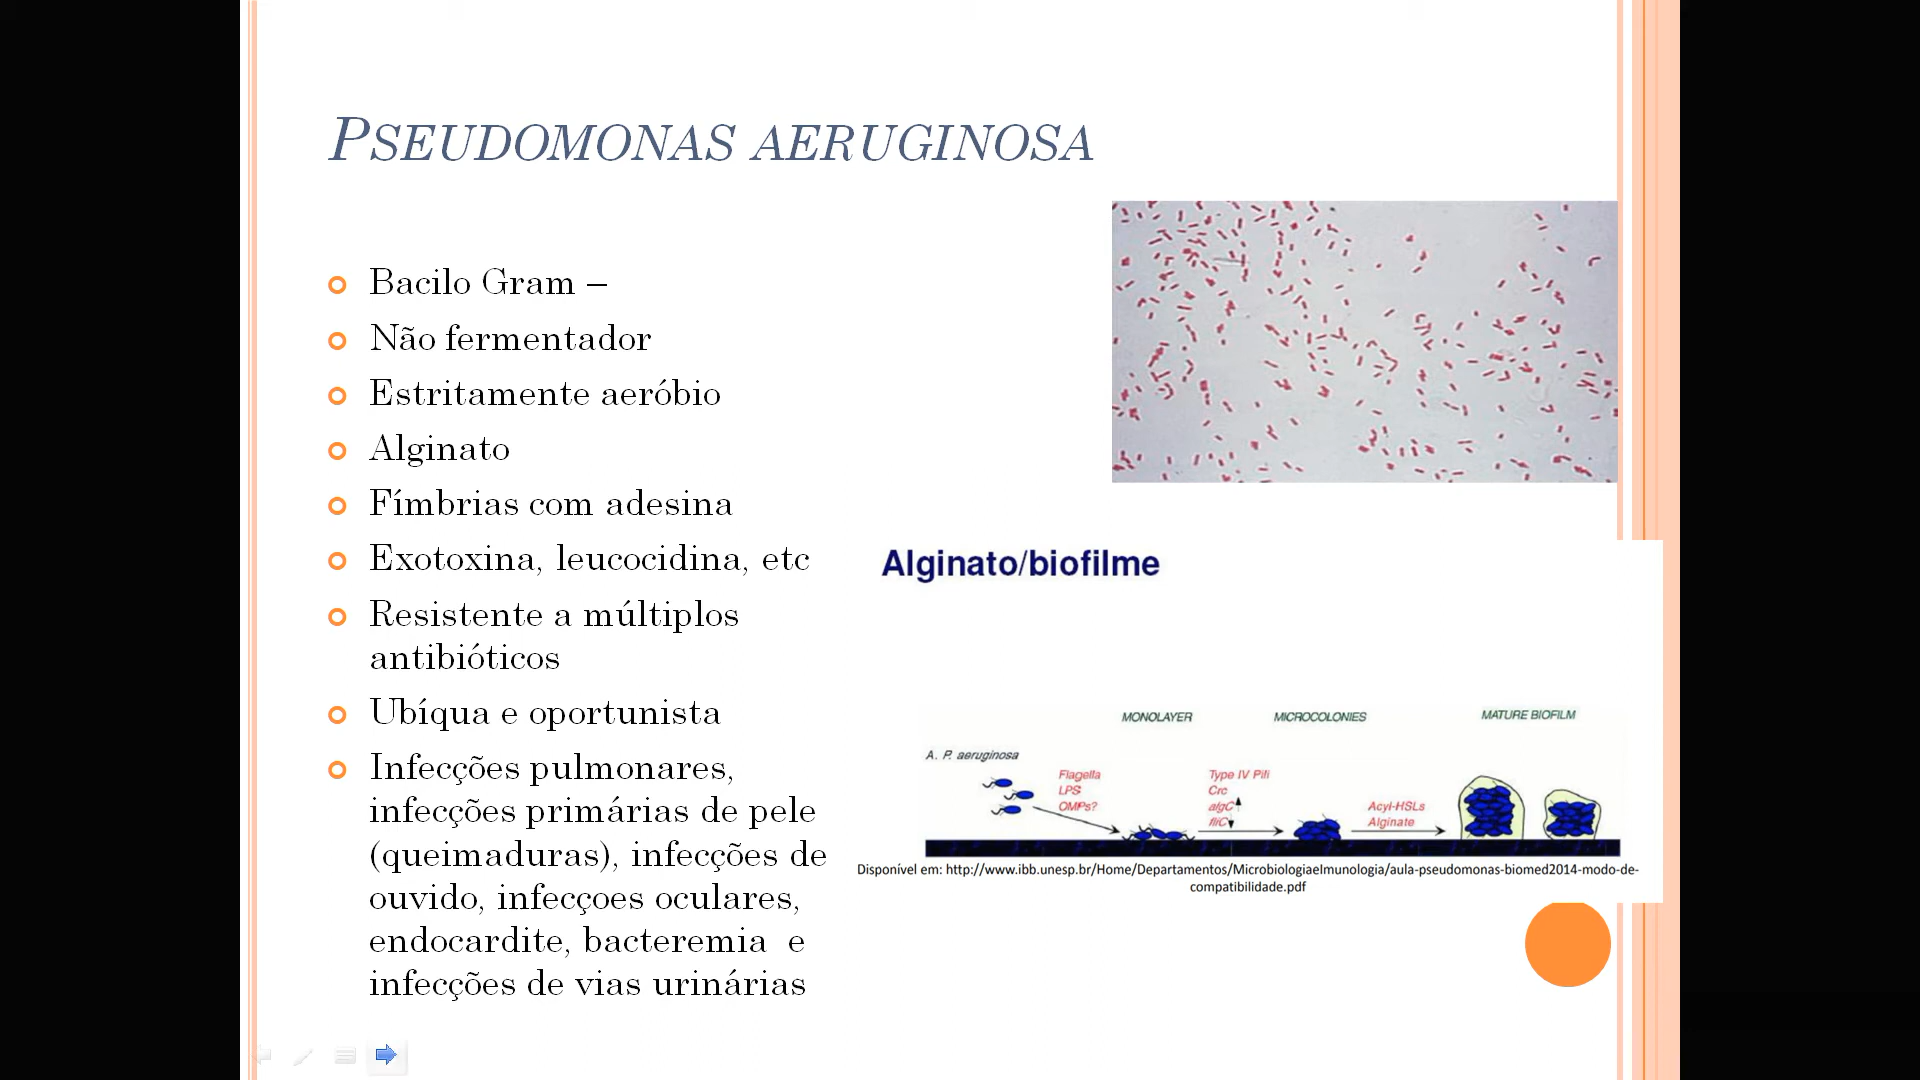 PSEUDOMONAS AERUGINOSA
Bacilo Gram –
Não fermentador
Estritamente aeróbio
Alginato
Fímbrias com adesina
Exotoxina, leucocidina, etc
Resistente a múltiplos
antibióticos
Ubíqua e oportunista
Infecções pulmonares,
infecções primárias de pele
(queimaduras), infecções de
ouvido, infecçoes oculares,
endocardite, bacteremia e
infecções de vias urinárias
Alginato/biofilme
MONOLAYER
MICROCOLONIES
MATURE BIOFILM
A. P. aeruginosa
Flagella
LPS
OMPs?
Type IV Pili
Crc
algC
fliC
Acyl-HSLs
Alginate
Disponível em: http://www.ibb.unesp.br/Home/Departamentos/MicrobiologiaeImunologia/aula-pseudomonas-biomed2014-modo-de-
compatibilidade.pdf